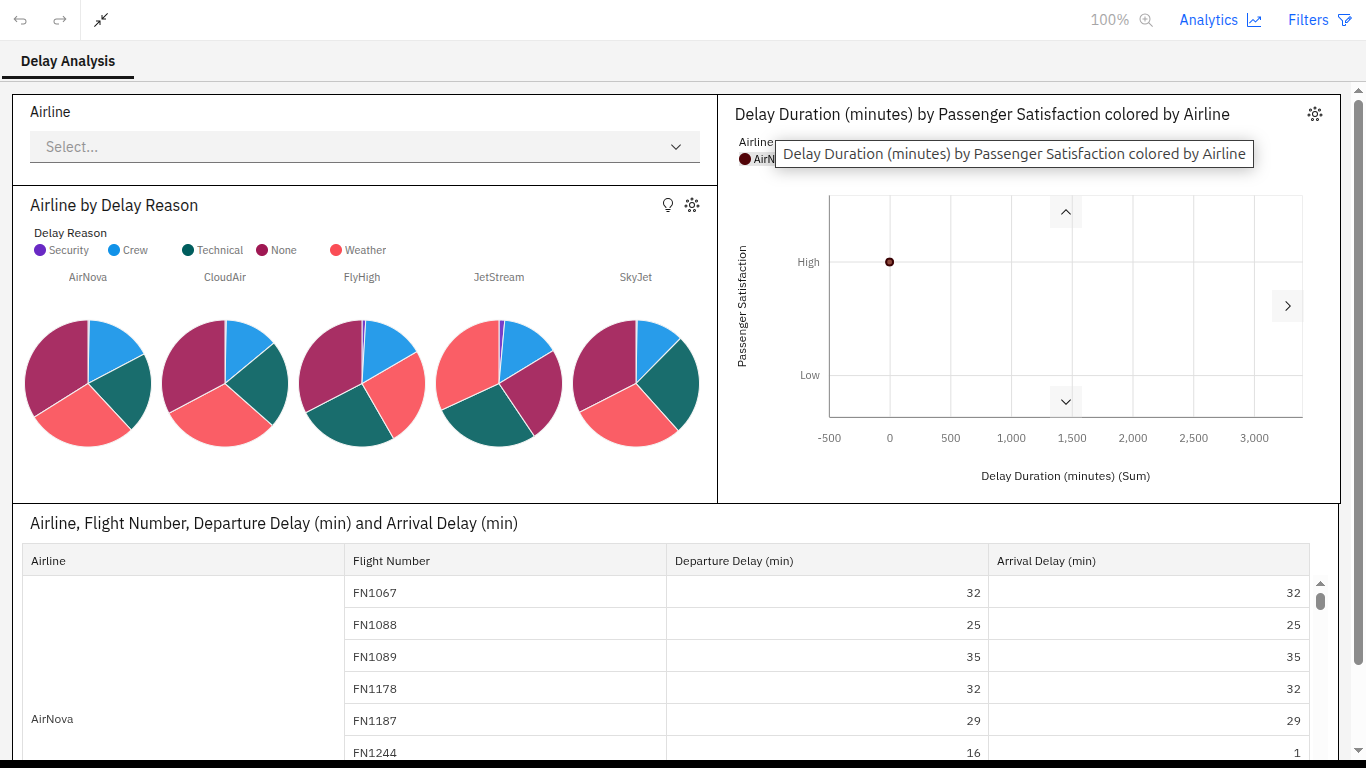 100%
Analytics
Filters
Delay Analysis
Airline
Select...
Airline by Delay Reason
Delay Reason
Security
Crew
Technical
None
Weather
AirNova
CloudAir
FlyHigh
JetStream
SkyJet
Delay Duration (minutes) by Passenger Satisfaction colored by Airline
Airline
AirN
Delay Duration (minutes) by Passenger Satisfaction colored by Airline
Passenger Satisfaction
High
Low
-500 0 500 1,000 1,500 2,000 2,500 3,000
Delay Duration (minutes) (Sum)
Airline, Flight Number, Departure Delay (min) and Arrival Delay (min)
Airline Flight Number Departure Delay (min) Arrival Delay (min)
FN1067 32 32
FN1088 25 25
FN1089 35 35
FN1178 32 32
AirNova
FN1187 29 29
FN1244 16 1